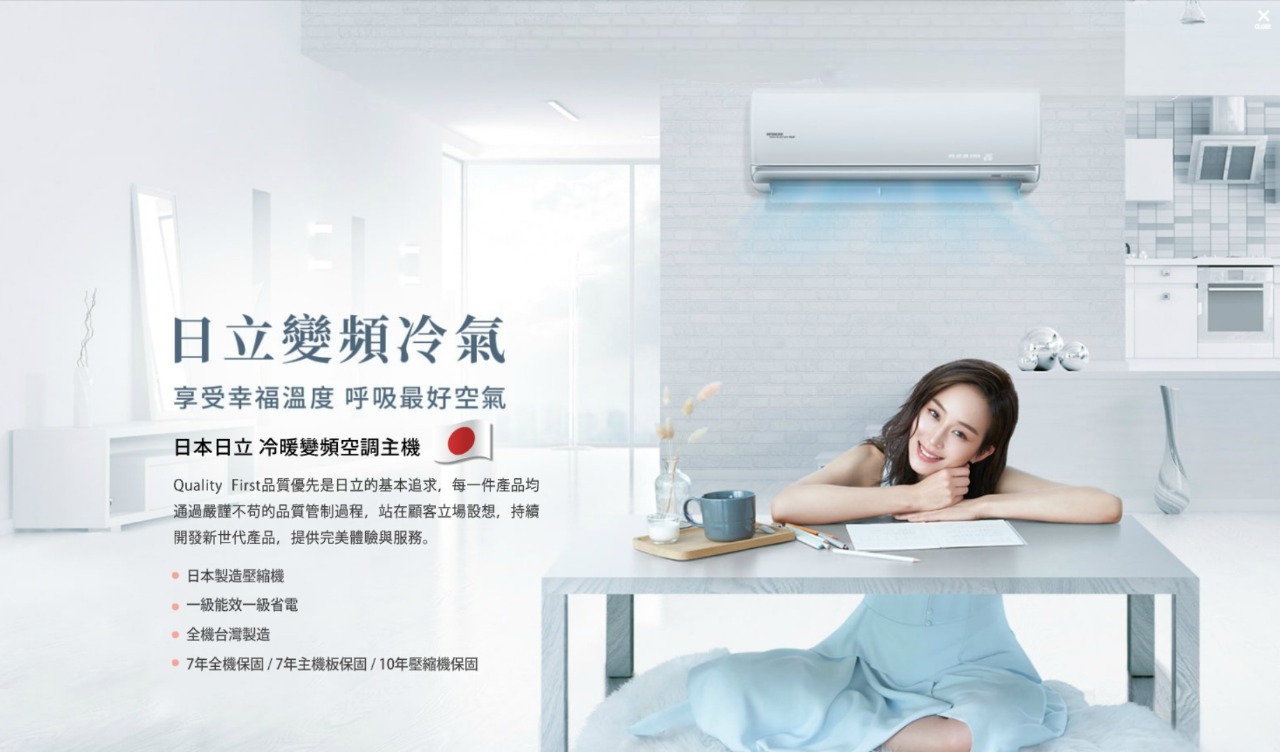 CLOSE
HITACHI
日立變頻冷氣
享受幸福溫度 呼吸最好空氣
日本日立 冷暖變頻空調主機
Quality First品質優先是日立的基本追求，每一件產品均
通過嚴謹不苟的品質管制過程，站在顧客立場設想，持續
開發新世代產品，提供完美體驗與服務。
日本製造壓縮機
一級能效一級省電
全機台灣製造
7年全機保固 / 7年主機板保固 / 10年壓縮機保固